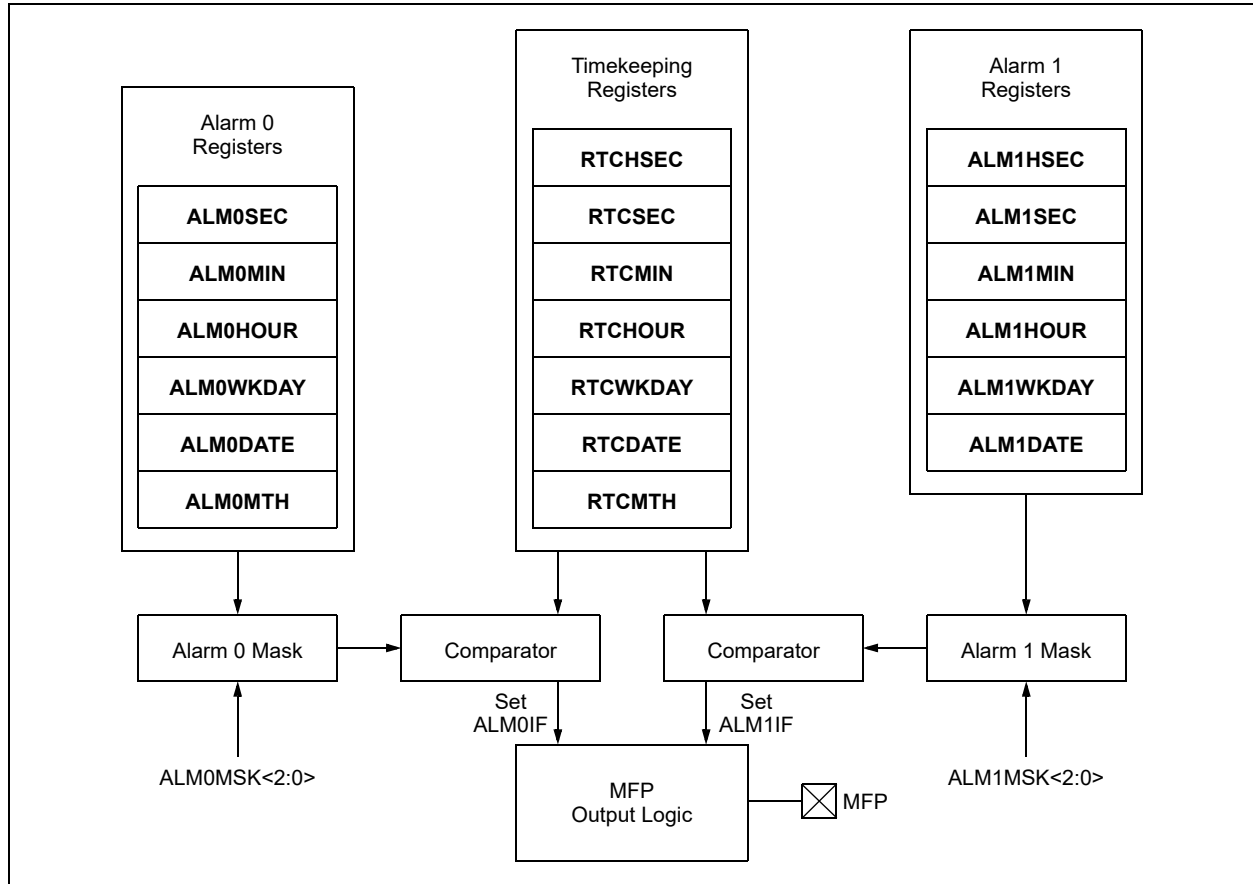 Alarm 0
Registers
ALM0SEC
ALM0MIN
ALM0HOUR
ALM0WKDAY
ALM0DATE
ALM0MTH
Timekeeping
Registers
RTCHSEC
RTCSEC
RTCMIN
RTCHOUR
RTCWKDAY
RTCDATE
RTCMTH
Alarm 1
Registers
ALM1HSEC
ALM1SEC
ALM1MIN
ALM1HOUR
ALM1WKDAY
ALM1DATE
Alarm 0 Mask
Comparator
Comparator
Alarm 1 Mask
Set
ALM0IF
Set
ALM1IF
ALM0MSK<2:0>
ALM1MSK<2:0>
MFP
Output Logic
MFP